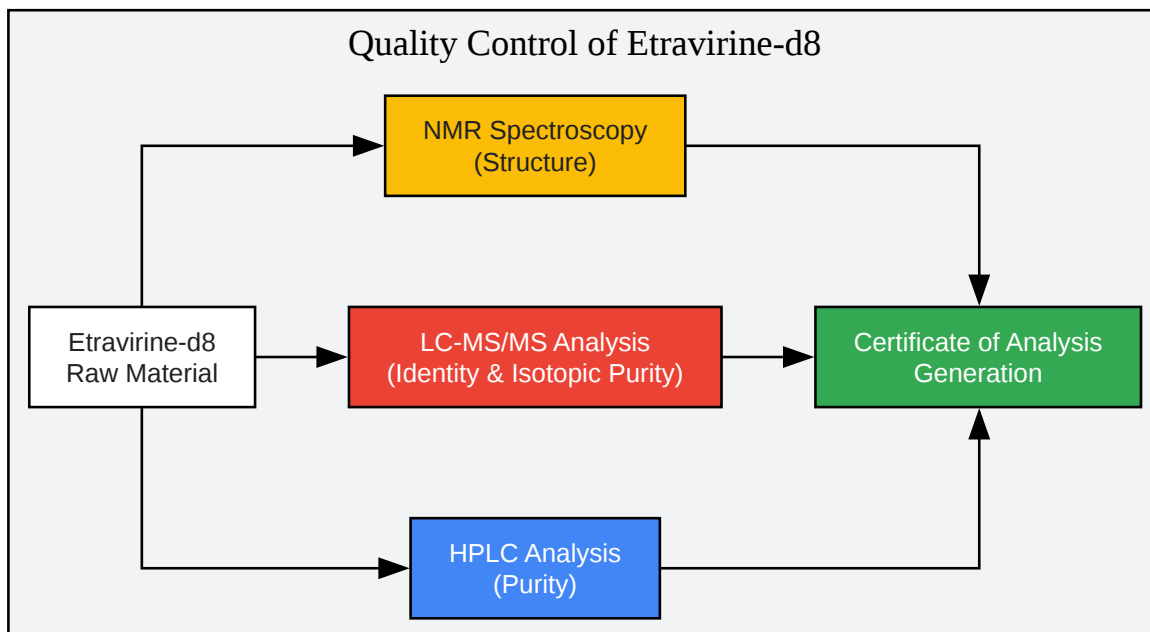 Quality Control of Etravirine-d8
NMR Spectroscopy
(Structure)
Etravirine-d8
Raw Material
LC-MS/MS Analysis
(Identity & Isotopic Purity)
Certificate of Analysis
Generation
HPLC Analysis
(Purity)